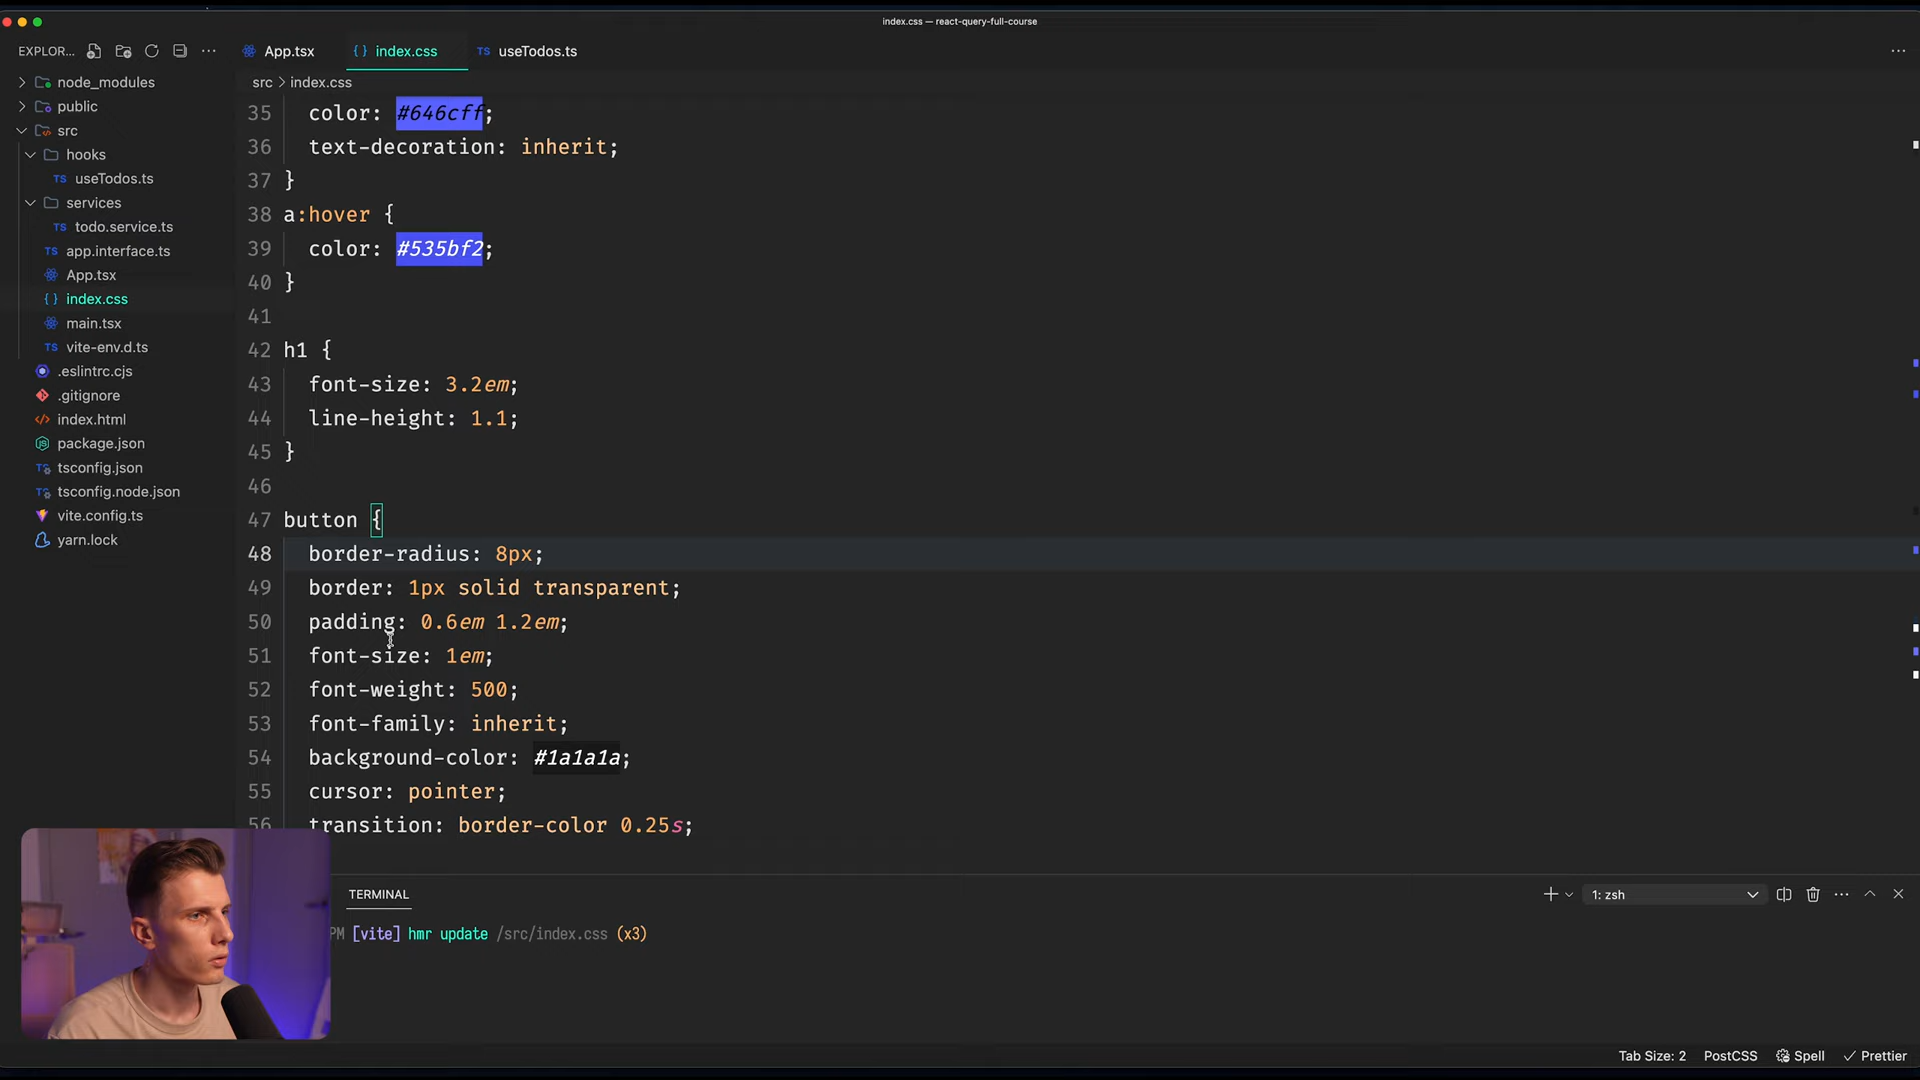 index.css — react-query-full-course
EXPLOR...
App.tsx
{ } index.css
TS useTodos.ts
src > index.css
node_modules
public
src
hooks
TS useTodos.ts
services
TS todo.service.ts
TS app.interface.ts
App.tsx
{ } index.css
main.tsx
TS vite-env.d.ts
.eslintrc.cjs
.gitignore
index.html
package.json
tsconfig.json
tsconfig.node.json
vite.config.ts
yarn.lock
35 color: #646cff;
36 text-decoration: inherit;
37 }
38 a:hover {
39 color: #535bf2;
40 }
41
42 h1 {
43 font-size: 3.2em;
44 line-height: 1.1;
45 }
46
47 button {
48 border-radius: 8px;
49 border: 1px solid transparent;
50 padding: 0.6em 1.2em;
51 font-size: 1em;
52 font-weight: 500;
53 font-family: inherit;
54 background-color: #1a1a1a;
55 cursor: pointer;
56 transition: border-color 0.25s;
TERMINAL
1: zsh
PM [vite] hmr update /src/index.css (x3)
Tab Size: 2
PostCSS
Spell
Prettier